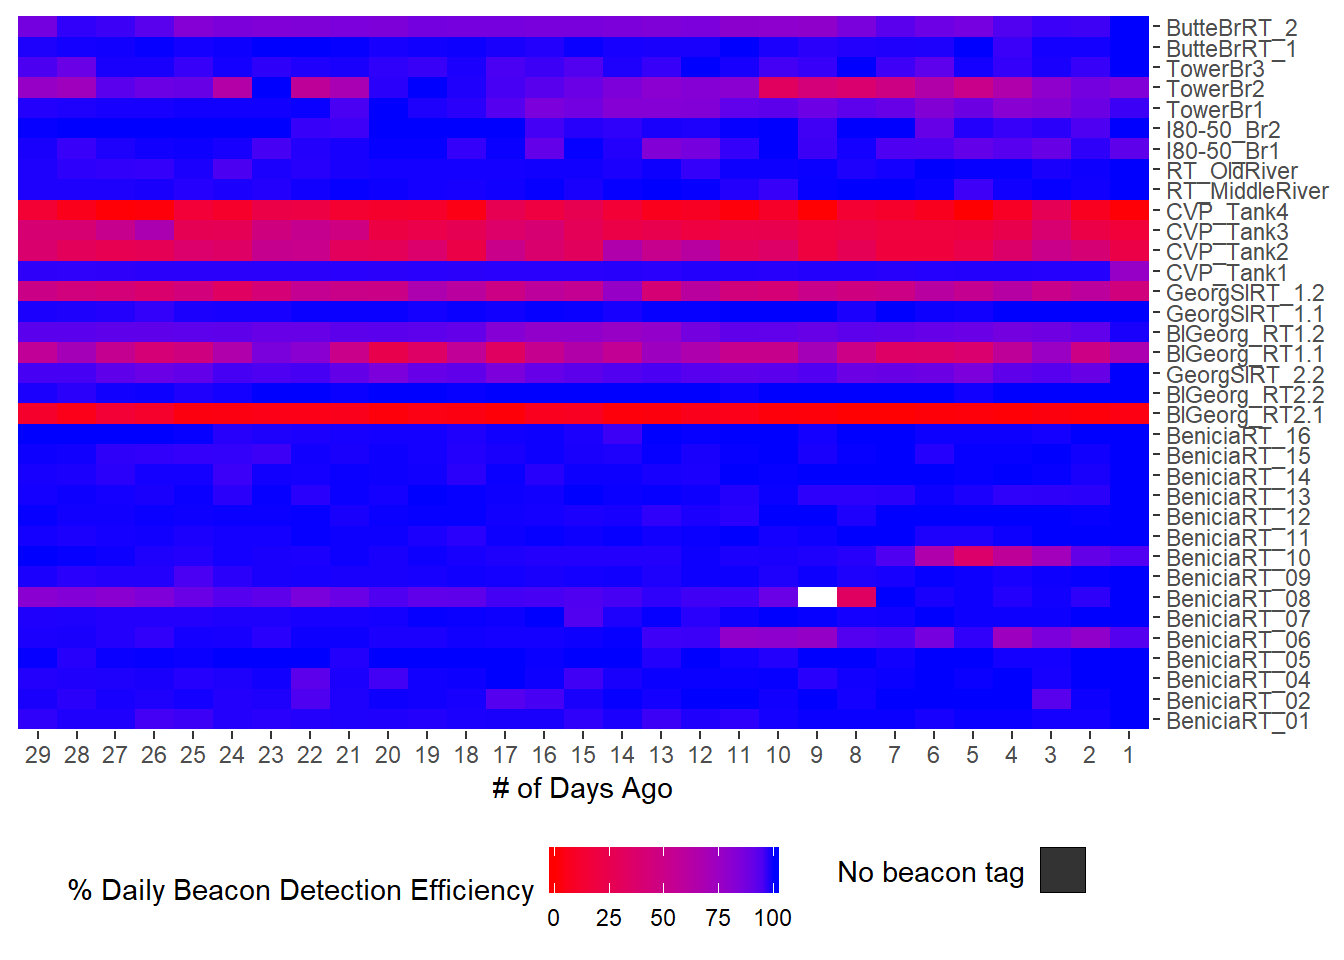 ButteBrRT_2
ButteBrRT_1
TowerBr3
TowerBr2
TowerBr1
I80-50_Br2
I80-50_Br1
RT_OldRiver
RT_MiddleRiver
CVP_Tank4
CVP_Tank3
CVP_Tank2
CVP_Tank1
GeorgSlRT_1.2
GeorgSlRT_1.1
BlGeorg_RT1.2
BlGeorg_RT1.1
GeorgSlRT_2.2
BlGeorg_RT2.2
BlGeorg_RT2.1
BeniciaRT_16
BeniciaRT_15
BeniciaRT_14
BeniciaRT_13
BeniciaRT_12
BeniciaRT_11
BeniciaRT_10
BeniciaRT_09
BeniciaRT_08
BeniciaRT_07
BeniciaRT_06
BeniciaRT_05
BeniciaRT_04
BeniciaRT_02
BeniciaRT_01
29 28 27 26 25 24 23 22 21 20 19 18 17 16 15 14 13 12 11 10 9 8 7 6 5 4 3 2 1
# of Days Ago
% Daily Beacon Detection Efficiency
0 25 50 75 100
No beacon tag